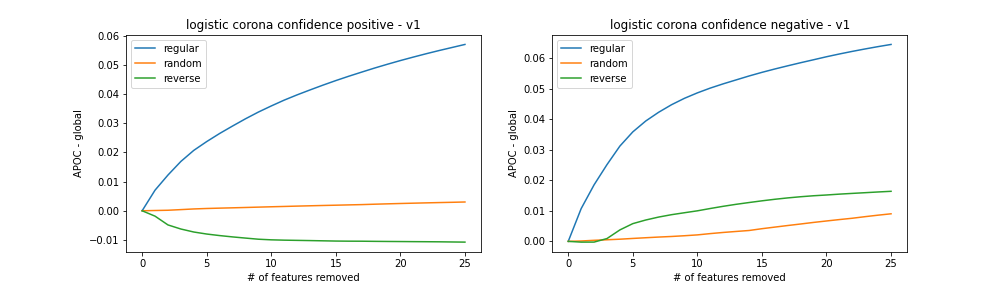 logistic corona confidence positive - v1
0.06
0.05
0.04
0.03
0.02
0.01
0.00
−0.01
APOC - global
regular
random
reverse
0 5 10 15 20 25
# of features removed
logistic corona confidence negative - v1
0.06
0.05
0.04
0.03
0.02
0.01
0.00
APOC - global
regular
random
reverse
0 5 10 15 20 25
# of features removed